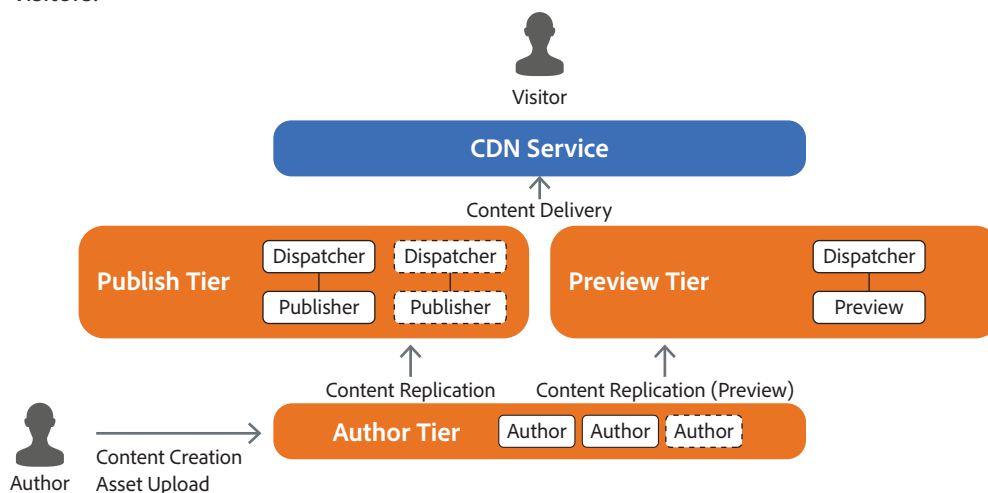 visitors.
Visitor
CDN Service
Content Delivery
Publish Tier
Dispatcher
Publisher
Dispatcher
Publisher
Preview Tier
Dispatcher
Preview
Content Replication
Content Replication (Preview)
Author Tier
Author
Author
Author
Author
Content Creation
Asset Upload